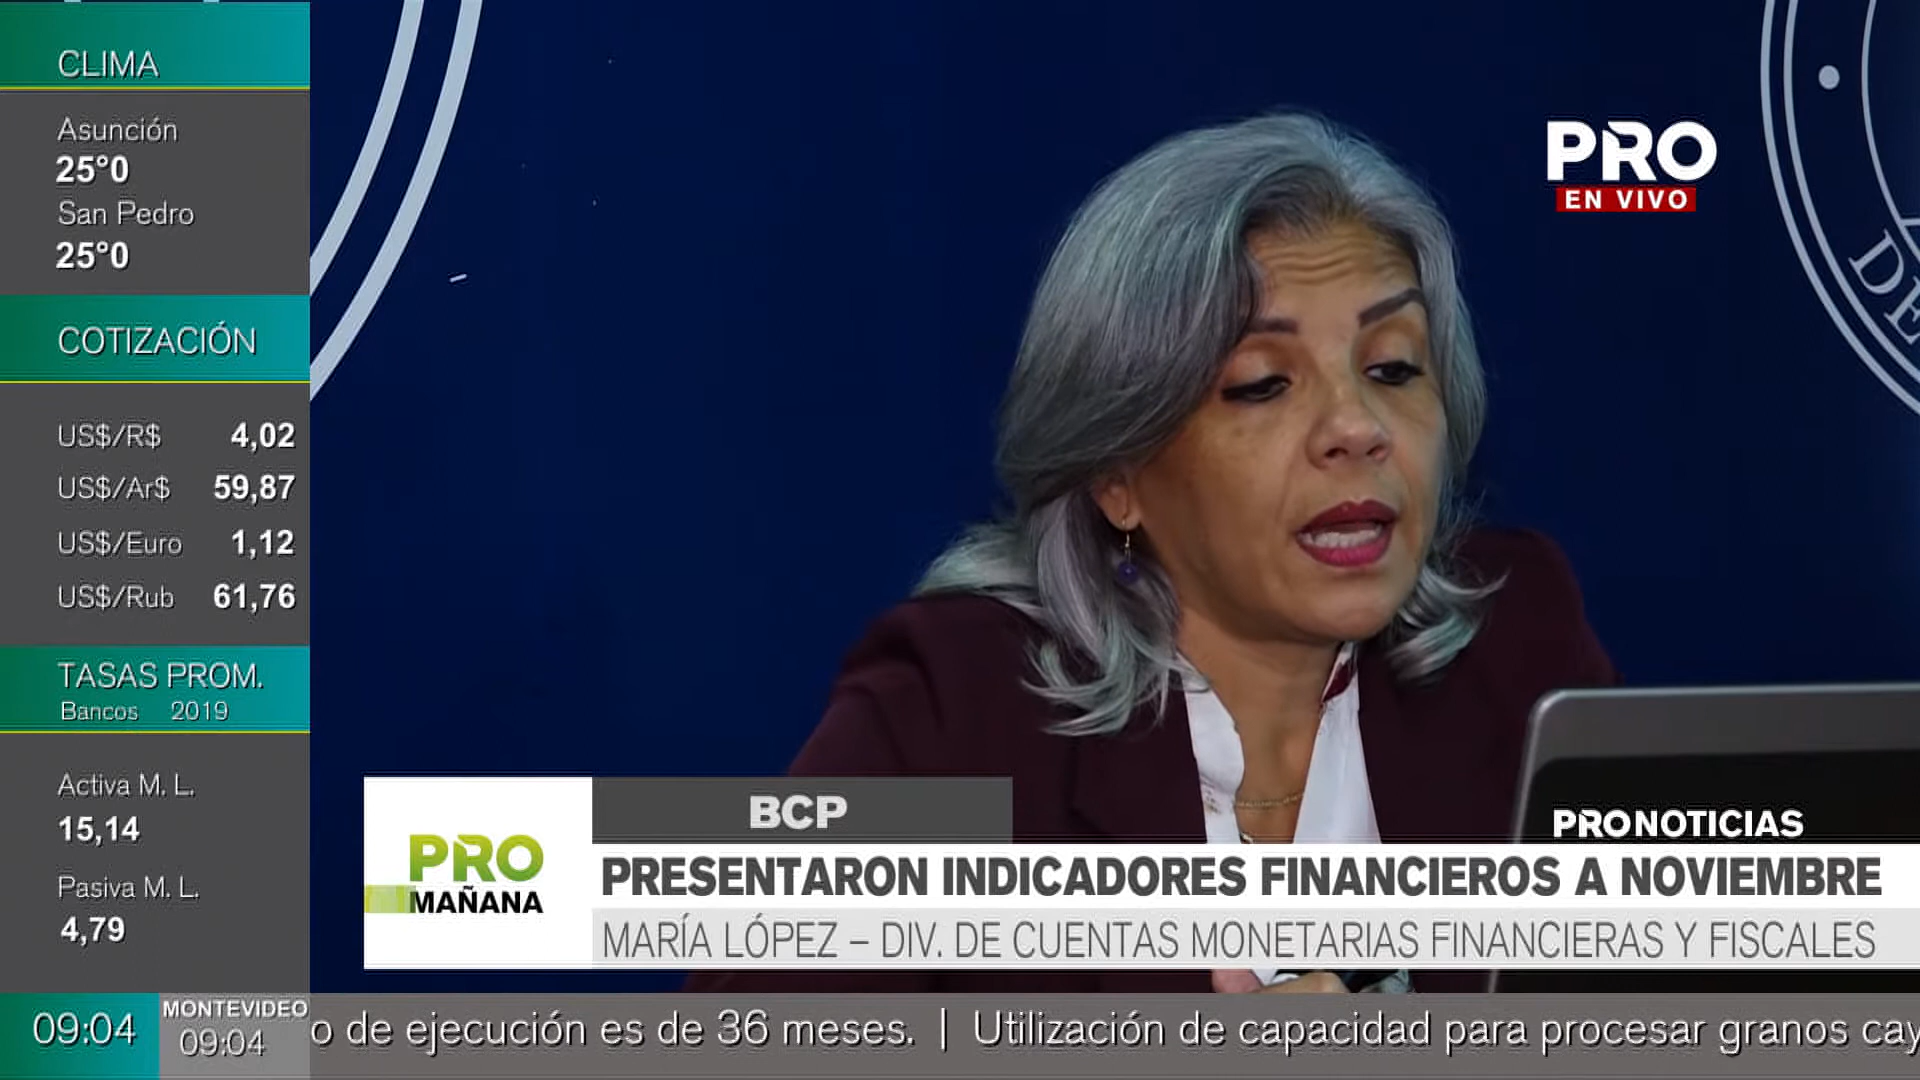 CLIMA
Asunción
25°0
San Pedro
25°0
COTIZACIÓN
US$/R$ 4,02
US$/Ar$ 59,87
US$/Euro 1,12
US$/Rub 61,76
TASAS PROM.
Bancos 2019
Activa M. L.
15,14
Pasiva M. L.
4,79
PRO
EN VIVO
DE
BCP
PRONOTICIAS
PRO
MAÑANA
PRESENTARON INDICADORES FINANCIEROS A NOVIEMBRE
MARÍA LÓPEZ – DIV. DE CUENTAS MONETARIAS FINANCIERAS Y FISCALES
09:04
MONTEVIDEO
09:04
o de ejecución es de 36 meses. | Utilización de capacidad para procesar granos cay